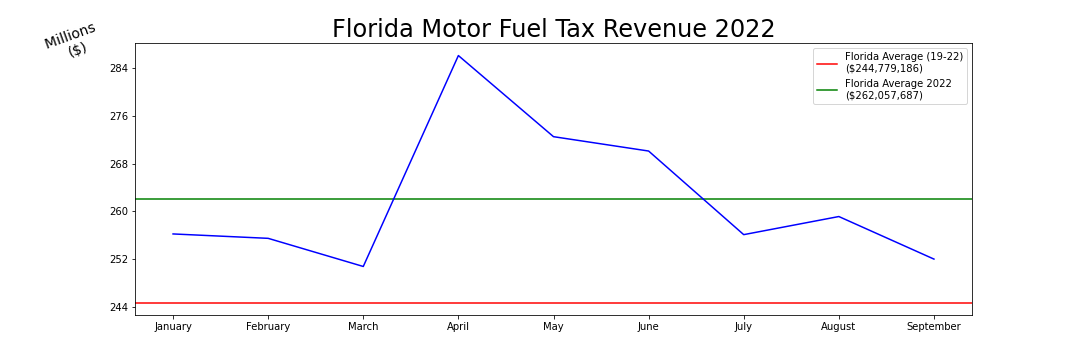 Florida Motor Fuel Tax Revenue 2022
Millions
($)
Florida Average (19-22)
($244,779,186)
Florida Average 2022
($262,057,687)
284
276
268
260
252
244
January February March April May June July August September